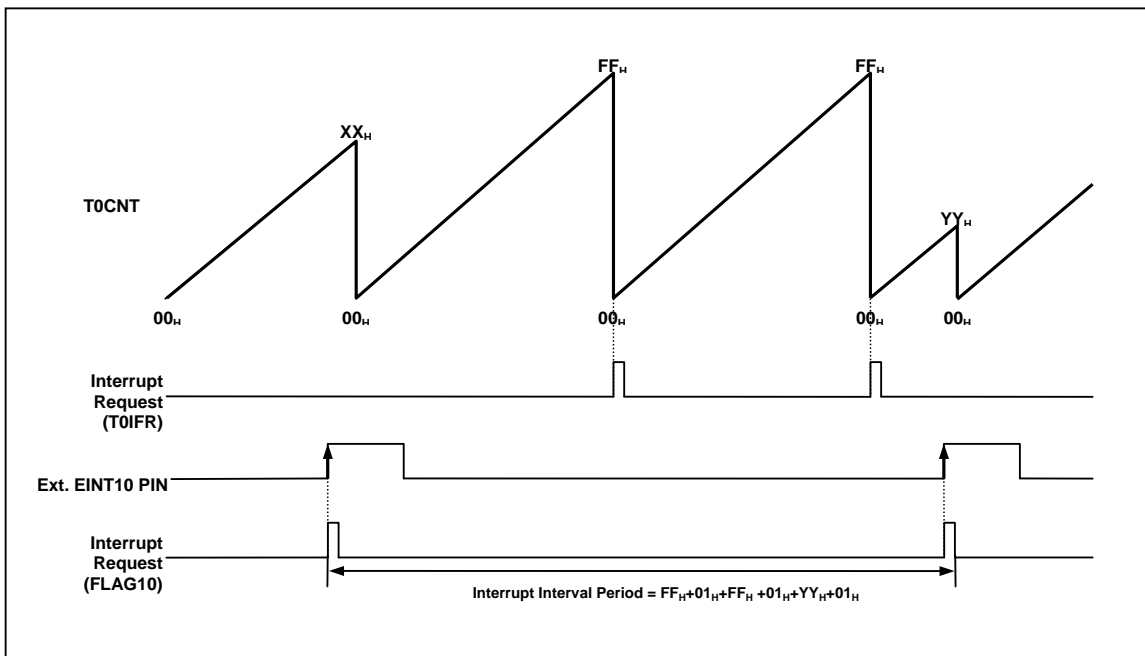 FFH FFH
XXH
T0CNT
YYH
00H 00H 00H 00H 00H
Interrupt
Request
(T0IFR)
Ext. EINT10 PIN
Interrupt
Request
(FLAG10)
Interrupt Interval Period = FFH+01H+FFH +01H+YYH+01H